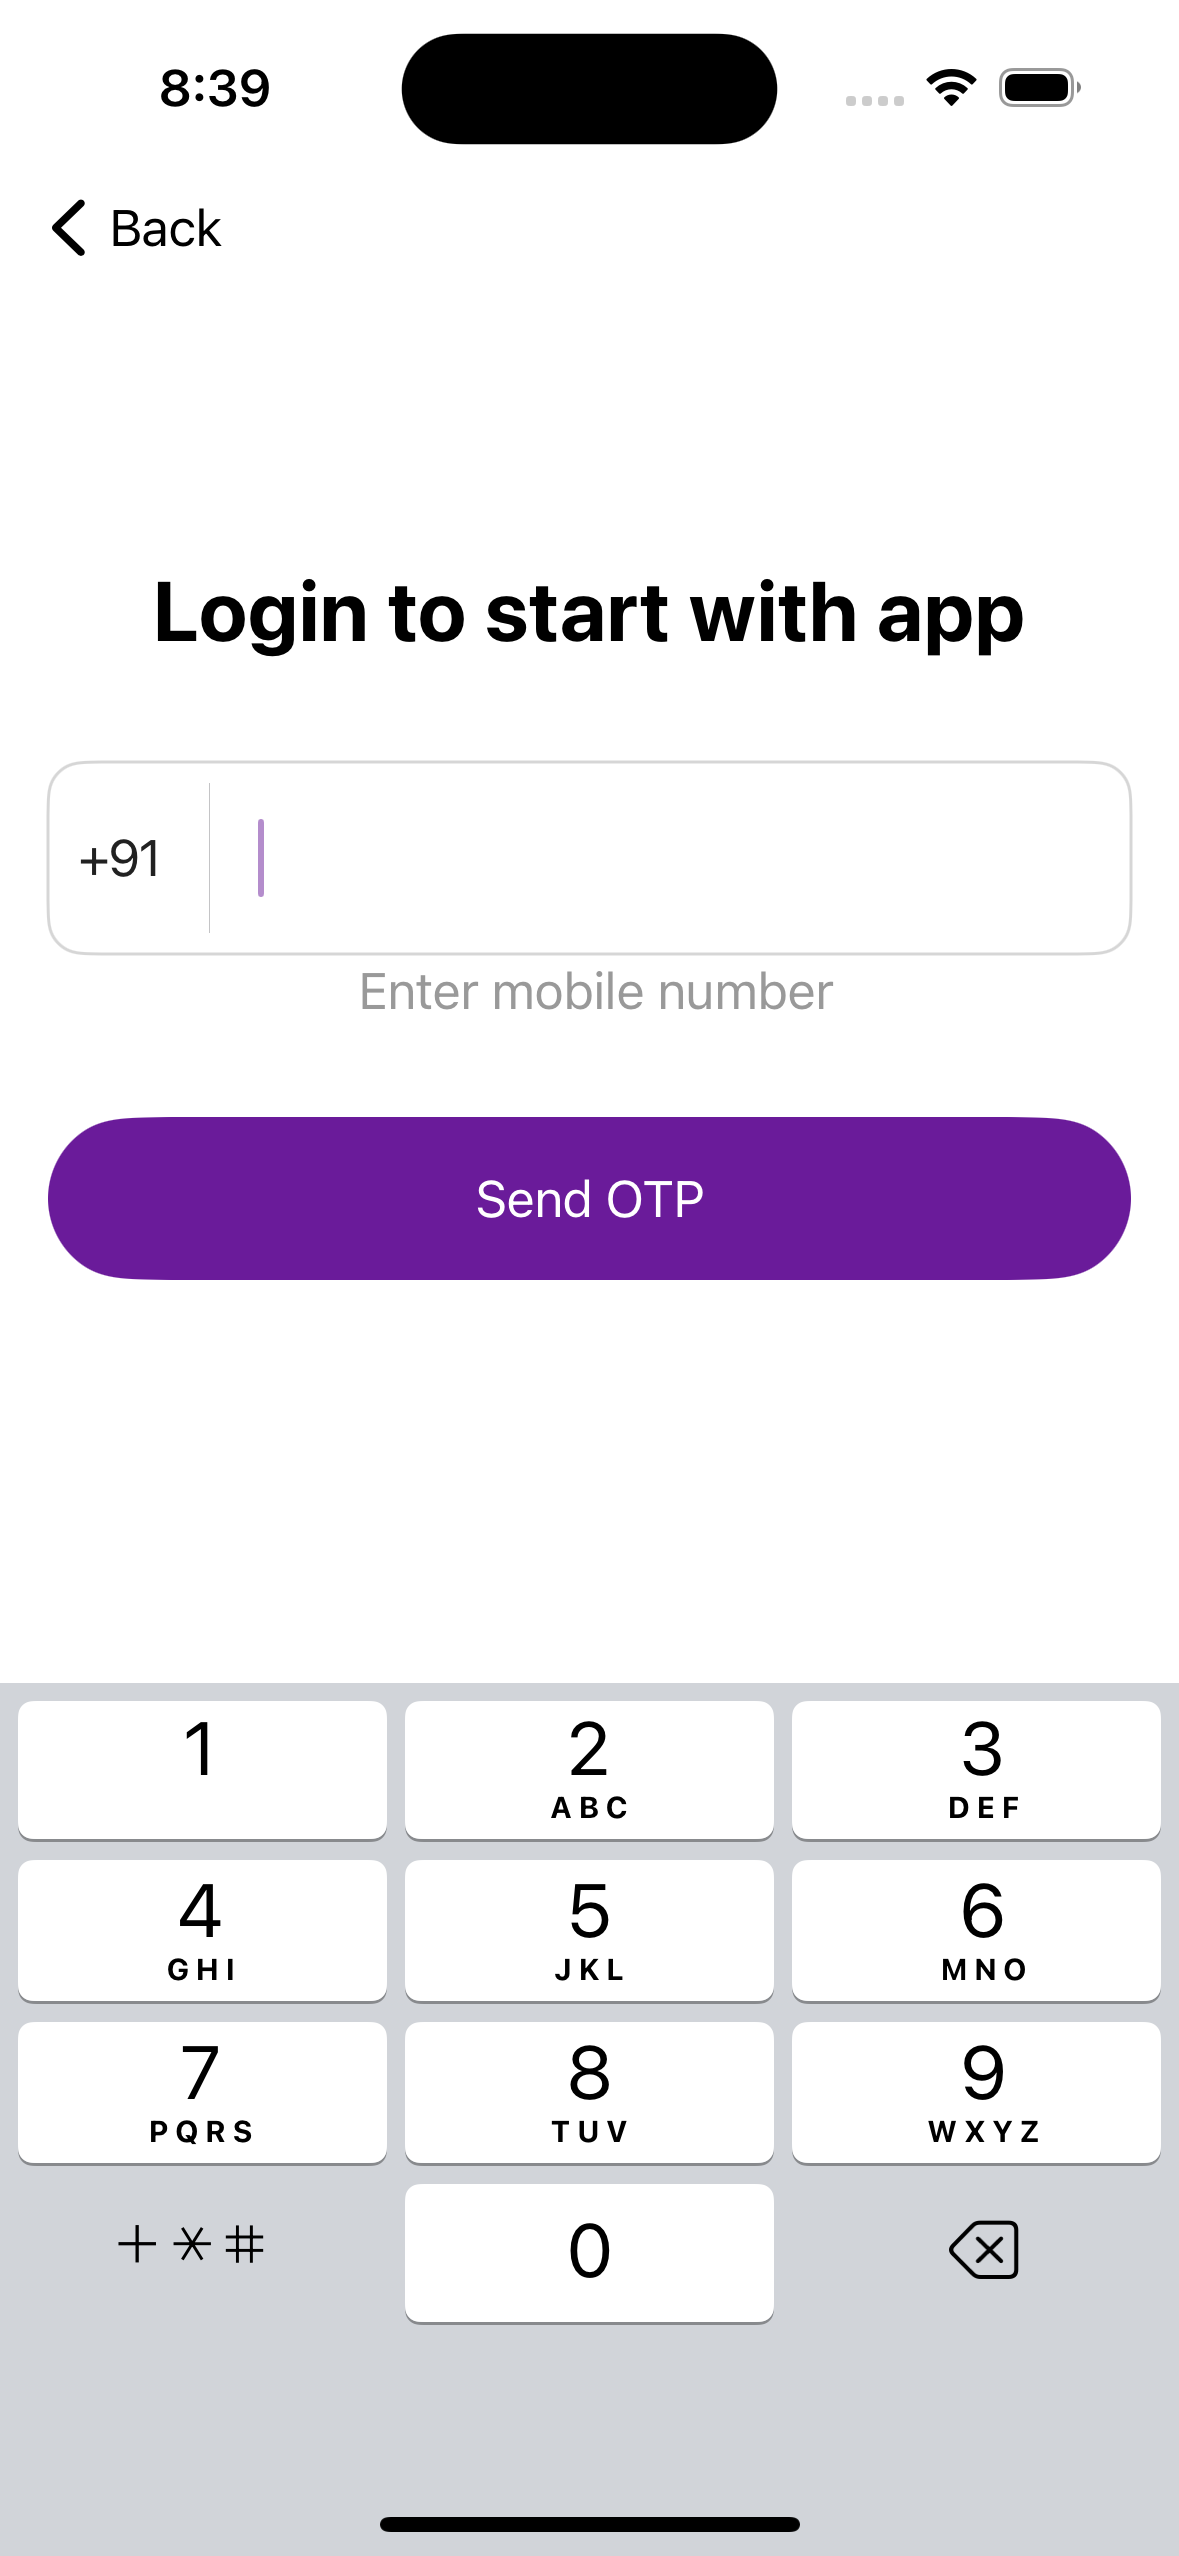 8:39
Back
Login to start with app
+91
Enter mobile number
Send OTP
1
2
ABC
3
DEF
4
GHI
5
JKL
6
MNO
7
PQRS
8
TUV
9
WXYZ
+*#
0